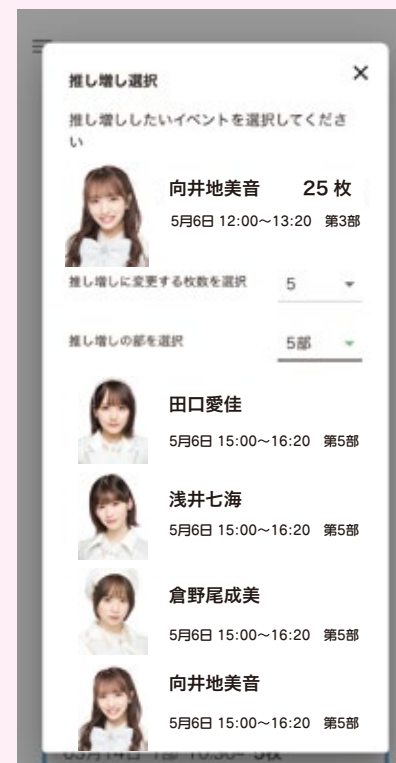 推し増し選択
推し増ししたいイベントを選択してくださ
い
向井地美音 25 枚
5月6日 12:00〜13:20 第3部
推し増しに変更する枚数を選択 5
推し増しの部を選択 5部
田口愛佳
5月6日 15:00〜16:20 第5部
浅井七海
5月6日 15:00〜16:20 第5部
倉野尾成美
5月6日 15:00〜16:20 第5部
向井地美音
5月6日 15:00〜16:20 第5部